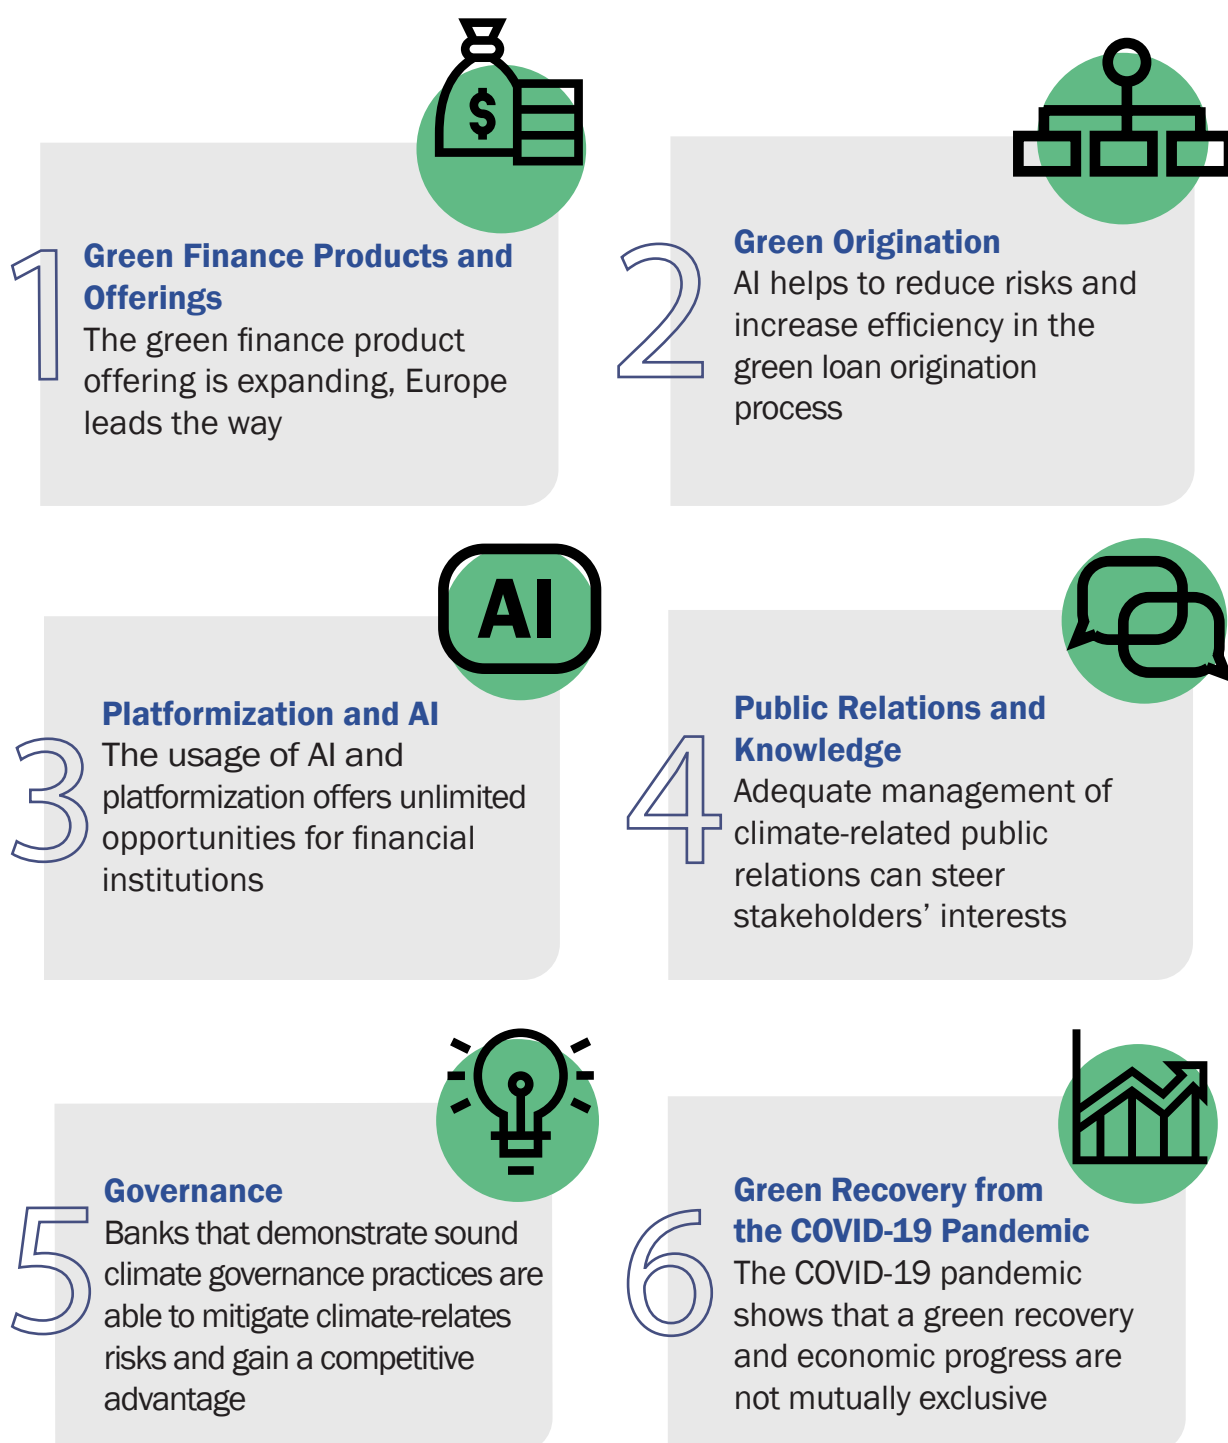 $
1
Green Finance Products and
Offerings
The green finance product
offering is expanding, Europe
leads the way
2
Green Origination
AI helps to reduce risks and
increase efficiency in the
green loan origination
process
AI
3
Platformization and AI
The usage of AI and
platformization offers unlimited
opportunities for financial
institutions
4
Public Relations and
Knowledge
Adequate management of
climate-related public
relations can steer
stakeholders’ interests
5
Governance
Banks that demonstrate sound
climate governance practices are
able to mitigate climate-relates
risks and gain a competitive
advantage
6
Green Recovery from
the COVID-19 Pandemic
The COVID-19 pandemic
shows that a green recovery
and economic progress are
not mutually exclusive